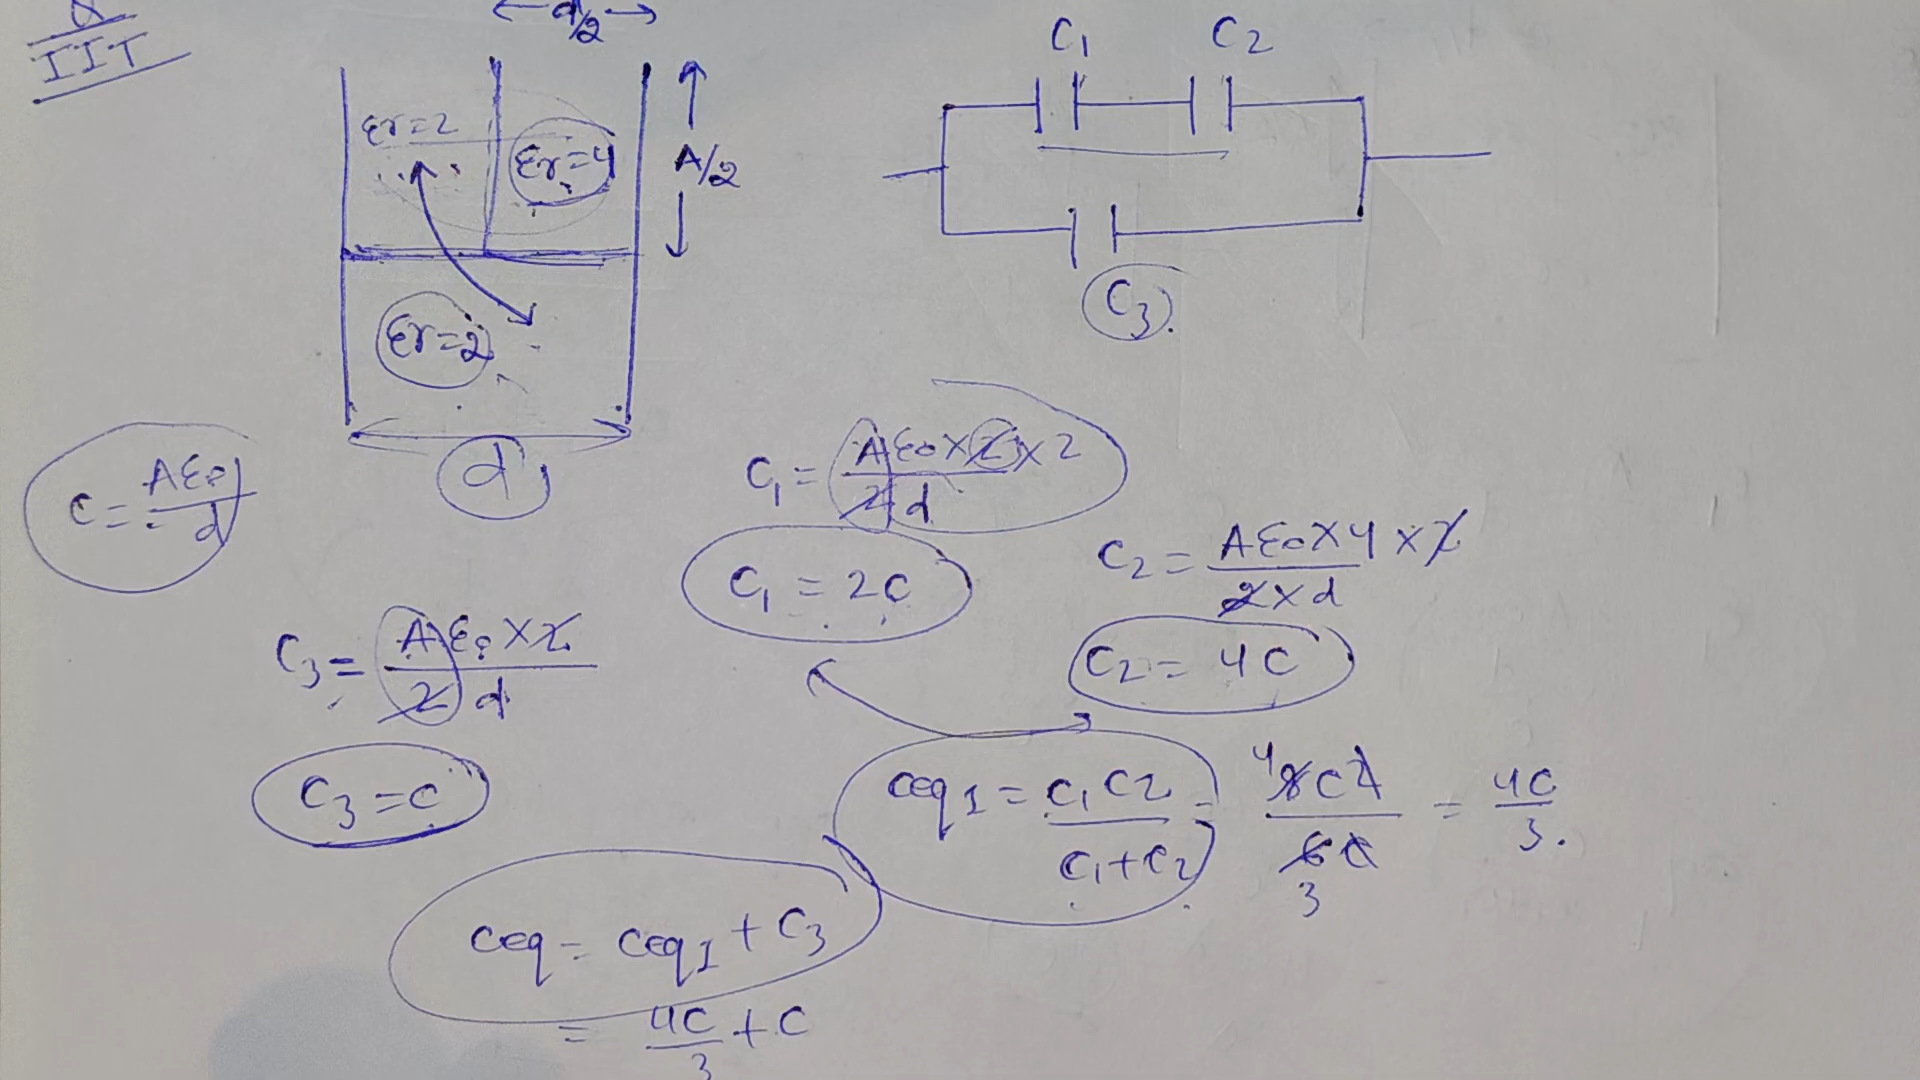 IIT
d/2
C1 C2
εr=2
εr=4
A/2
εr=2
C3
d
C = Aε0/d
C1 = Aε0×2×2 / 2d
C1 = 2C
C2 = Aε0×4×2 / 2×d
C2 = 4C
C3 = Aε0×2 / 2d
C3 = C
Ceq1 = C1C2 / C1+C2 = 4 8C2 / 6C 3 = 4C/3.
Ceq = Ceq1 + C3
= 4C/3 + C